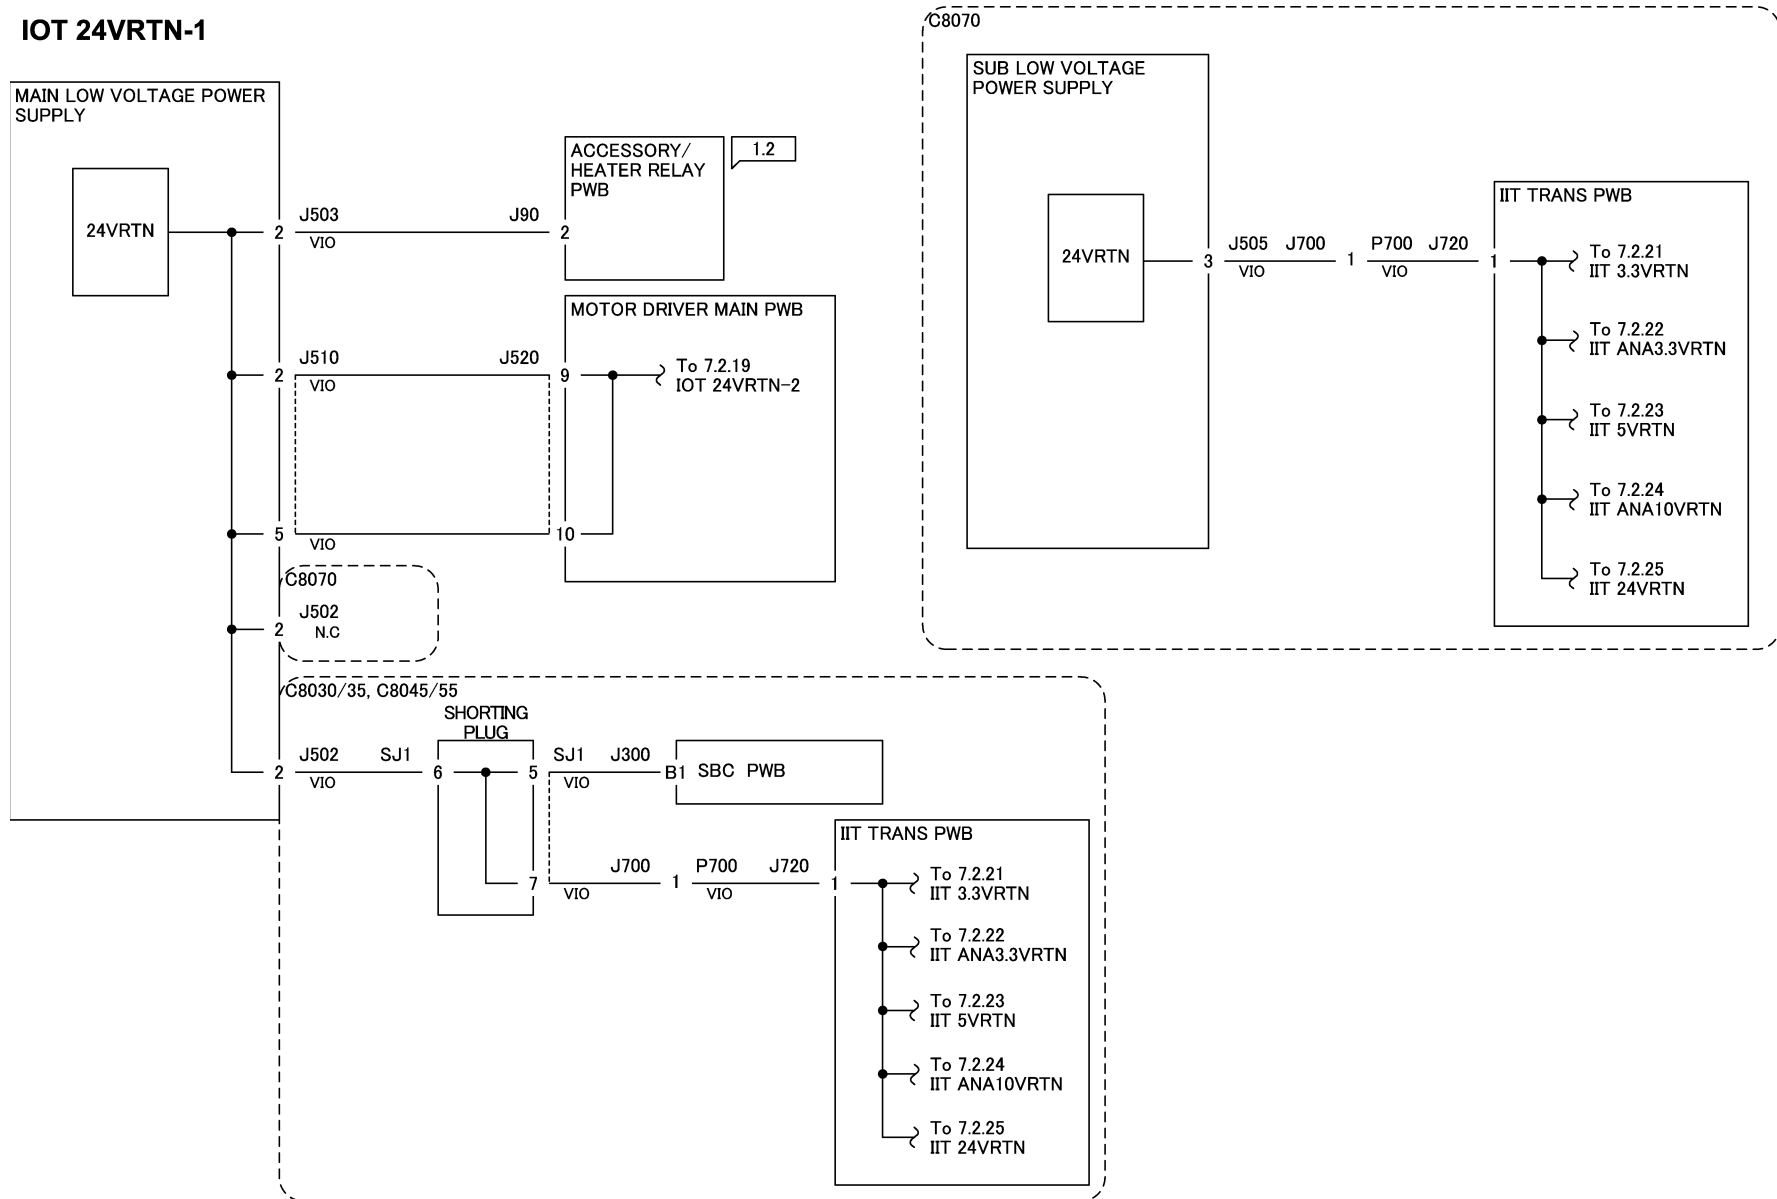 IOT 24VRTN-1
MAIN LOW VOLTAGE POWER
SUPPLY
24VRTN
2
J503
VIO
J90
2
ACCESSORY/
HEATER RELAY
PWB
1.2
2
J510
VIO
J520
9
MOTOR DRIVER MAIN PWB
To 7.2.19
IOT 24VRTN-2
5
VIO
10
C8070
J502
2
N.C
C8030/35, C8045/55
SHORTING
PLUG
2
J502
VIO
SJ1
6
5
SJ1
VIO
J300
B1
SBC PWB
7
VIO
J700
1
P700
VIO
J720
1
IIT TRANS PWB
To 7.2.21
IIT 3.3VRTN
To 7.2.22
IIT ANA3.3VRTN
To 7.2.23
IIT 5VRTN
To 7.2.24
IIT ANA10VRTN
To 7.2.25
IIT 24VRTN
C8070
SUB LOW VOLTAGE
POWER SUPPLY
24VRTN
3
J505
VIO
J700
1
P700
VIO
J720
1
IIT TRANS PWB
To 7.2.21
IIT 3.3VRTN
To 7.2.22
IIT ANA3.3VRTN
To 7.2.23
IIT 5VRTN
To 7.2.24
IIT ANA10VRTN
To 7.2.25
IIT 24VRTN